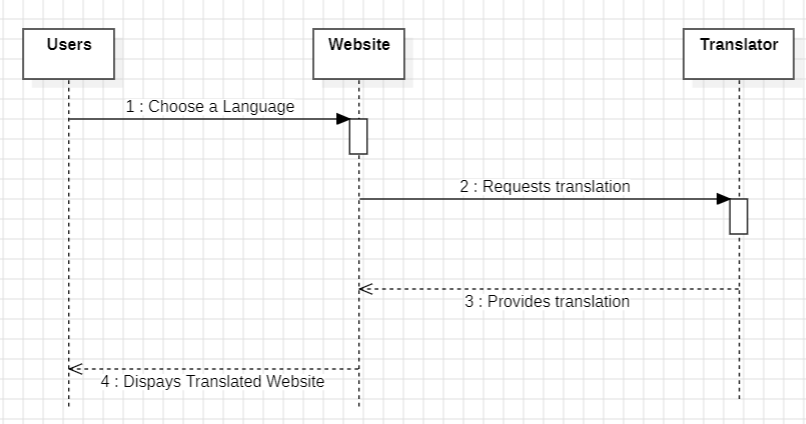 Users
Website
Translator
1 : Choose a Language
2 : Requests translation
3 : Provides translation
4 : Dispays Translated Website